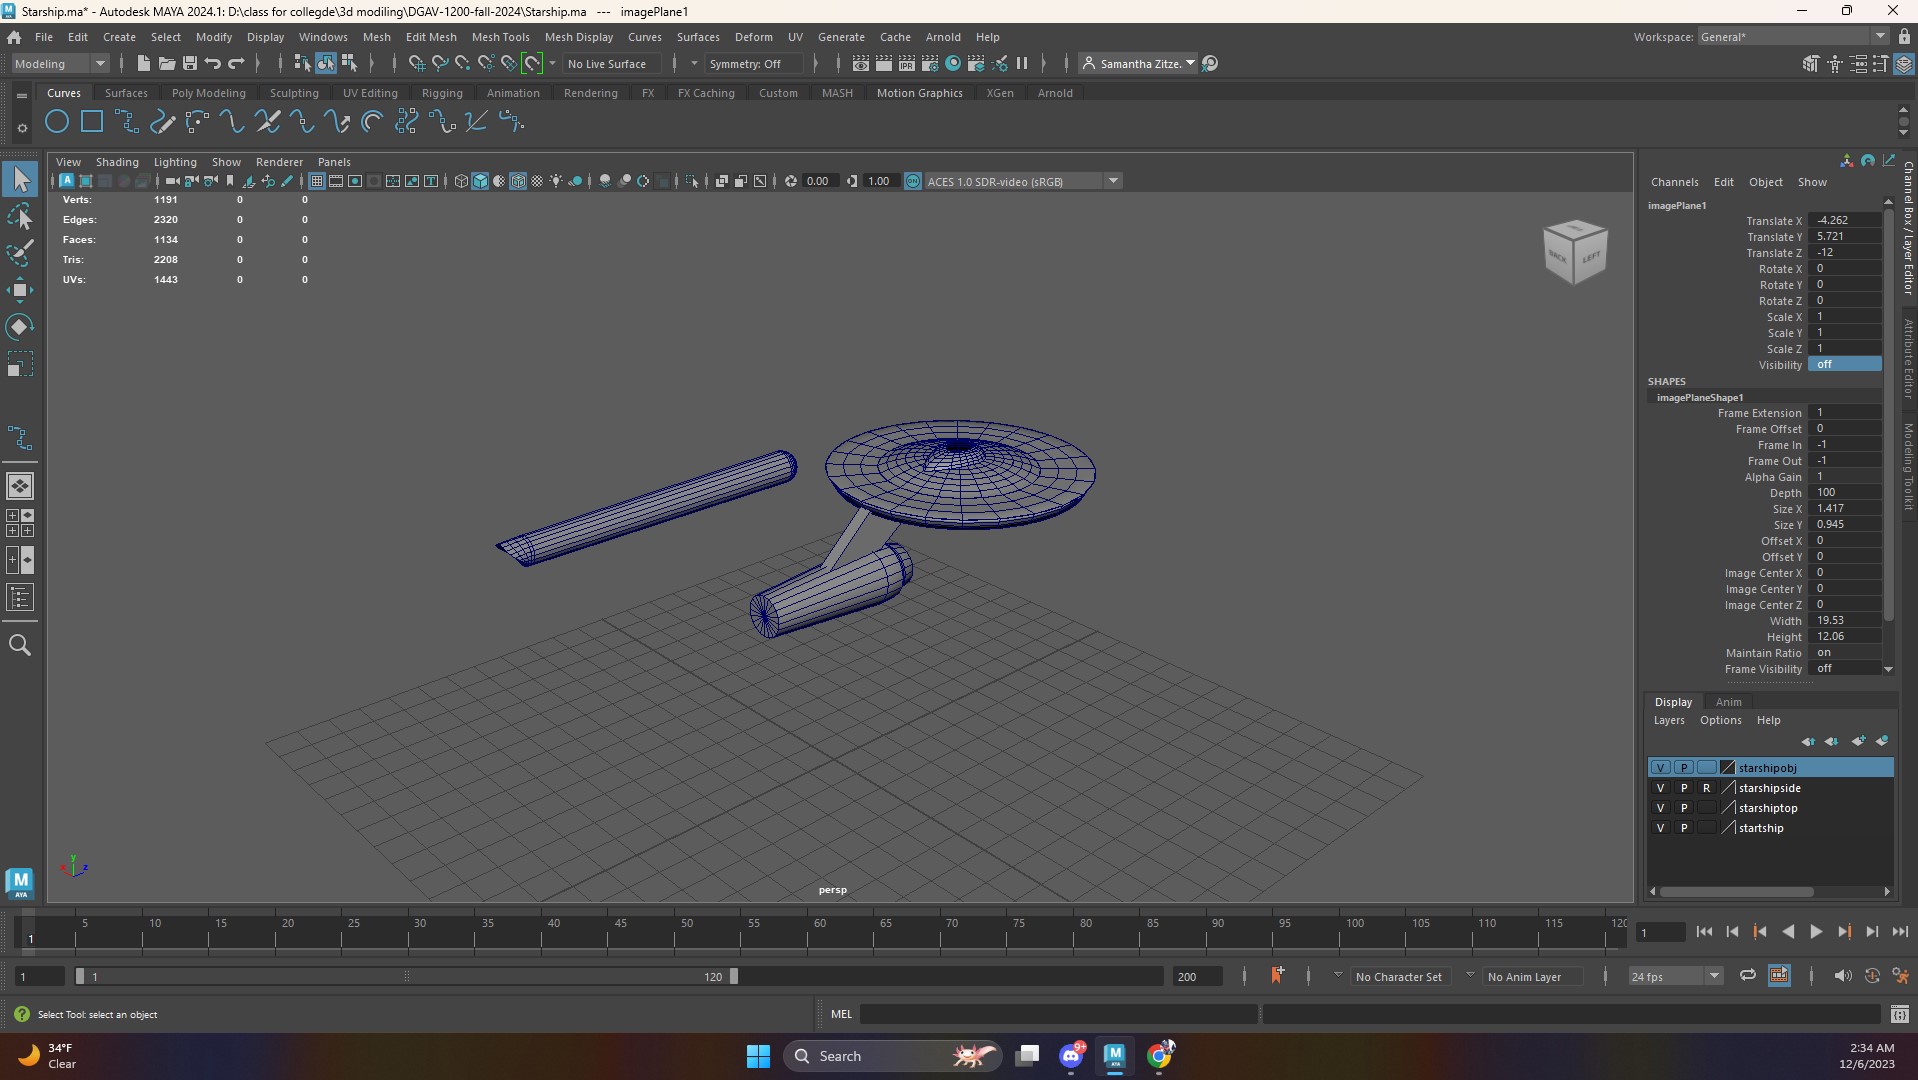 Starship.ma* - Autodesk MAYA 2024.1: D:\class for collegde\3d modiling\DGAV-1200-fall-2024\Starship.ma --- imagePlane1
File Edit Create Select Modify Display Windows Mesh Edit Mesh Mesh Tools Mesh Display Curves Surfaces Deform UV Generate Cache Arnold Help Workspace: General*
Modeling No Live Surface Symmetry: Off IPR Samantha Zitze.
Curves Surfaces Poly Modeling Sculpting UV Editing Rigging Animation Rendering FX FX Caching Custom MASH Motion Graphics XGen Arnold
View Shading Lighting Show Renderer Panels
0.00 1.00 ON ACES 1.0 SDR-video (sRGB)
Verts: 1191 0 0
Edges: 2320 0 0
Faces: 1134 0 0
Tris: 2208 0 0
UVs: 1443 0 0
BACK LEFT
persp
y x z
Channels Edit Object Show
imagePlane1
Translate X -4.262
Translate Y 5.721
Translate Z -12
Rotate X 0
Rotate Y 0
Rotate Z 0
Scale X 1
Scale Y 1
Scale Z 1
Visibility off
SHAPES
imagePlaneShape1
Frame Extension 1
Frame Offset 0
Frame In -1
Frame Out -1
Alpha Gain 1
Depth 100
Size X 1.417
Size Y 0.945
Offset X 0
Offset Y 0
Image Center X 0
Image Center Y 0
Image Center Z 0
Width 19.53
Height 12.06
Maintain Ratio on
Frame Visibility off
Channel Box / Layer Editor
Attribute Editor
Modeling Toolkit
Display Anim
Layers Options Help
V P starshipobj
V P R starshipside
V P starshiptop
V P startship
M
AYA
1 5 10 15 20 25 30 35 40 45 50 55 60 65 70 75 80 85 90 95 100 105 110 115 120 1
1 1 120 200 No Character Set No Anim Layer 24 fps
Select Tool: select an object MEL
34°F
Clear
Search
9+
M
AYA
2:34 AM
12/6/2023